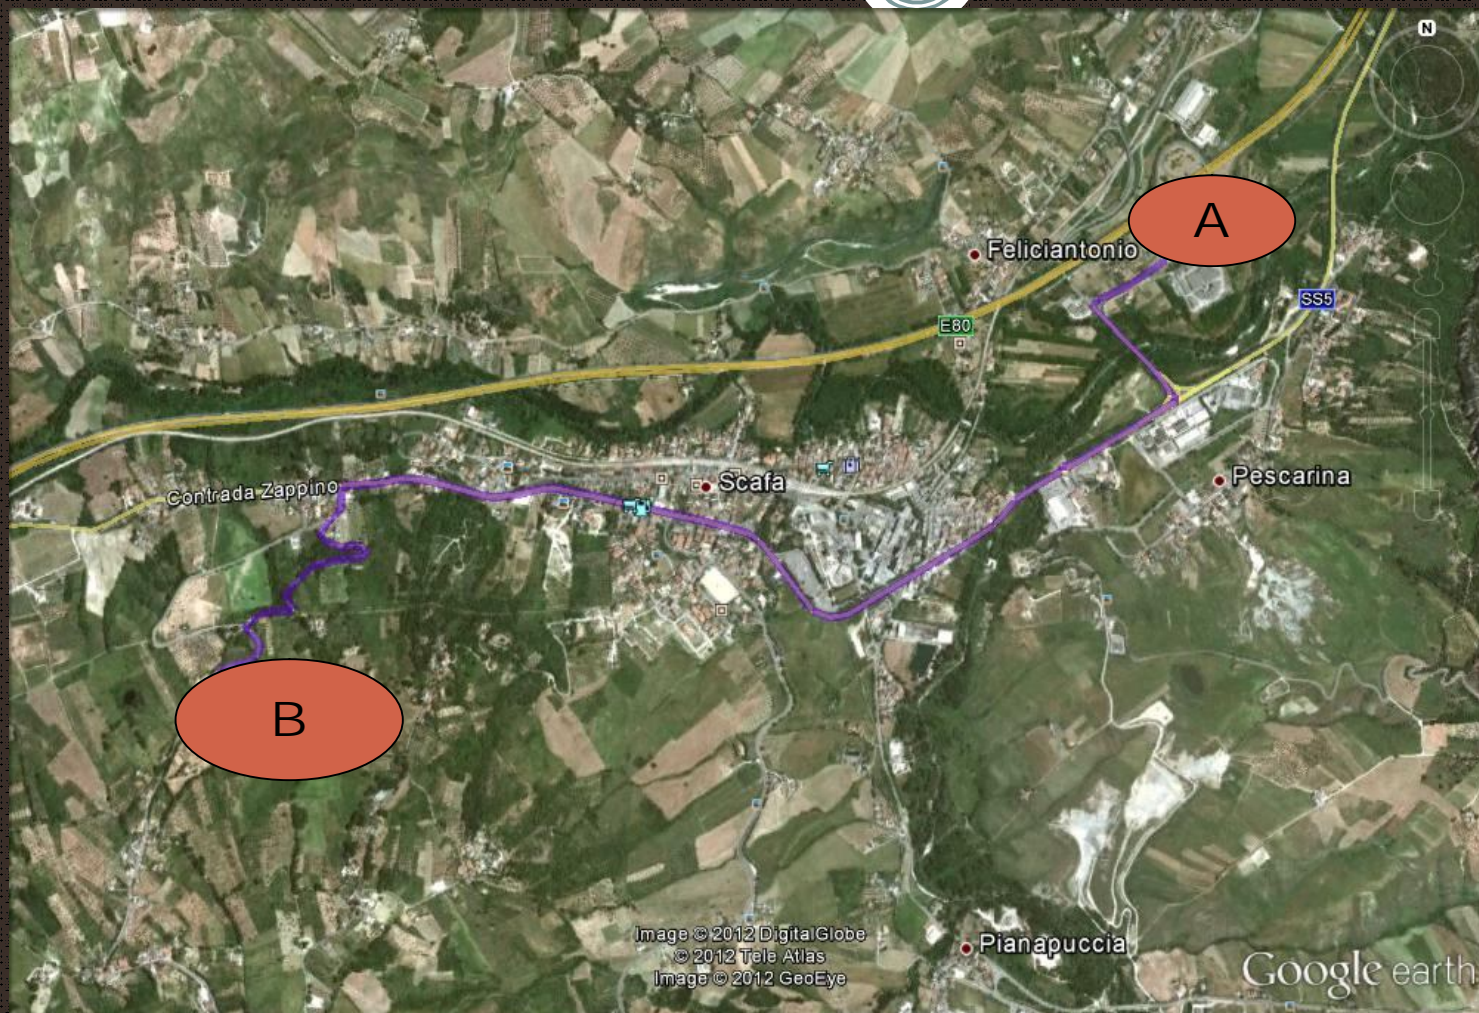 N
A
Feliciantonio
SS5
E80
Pescarina
Scafa
Contrada Zappino
B
Pianapuccia
Image © 2012 DigitalGlobe
© 2012 Tele Atlas
Image © 2012 GeoEye
Google earth